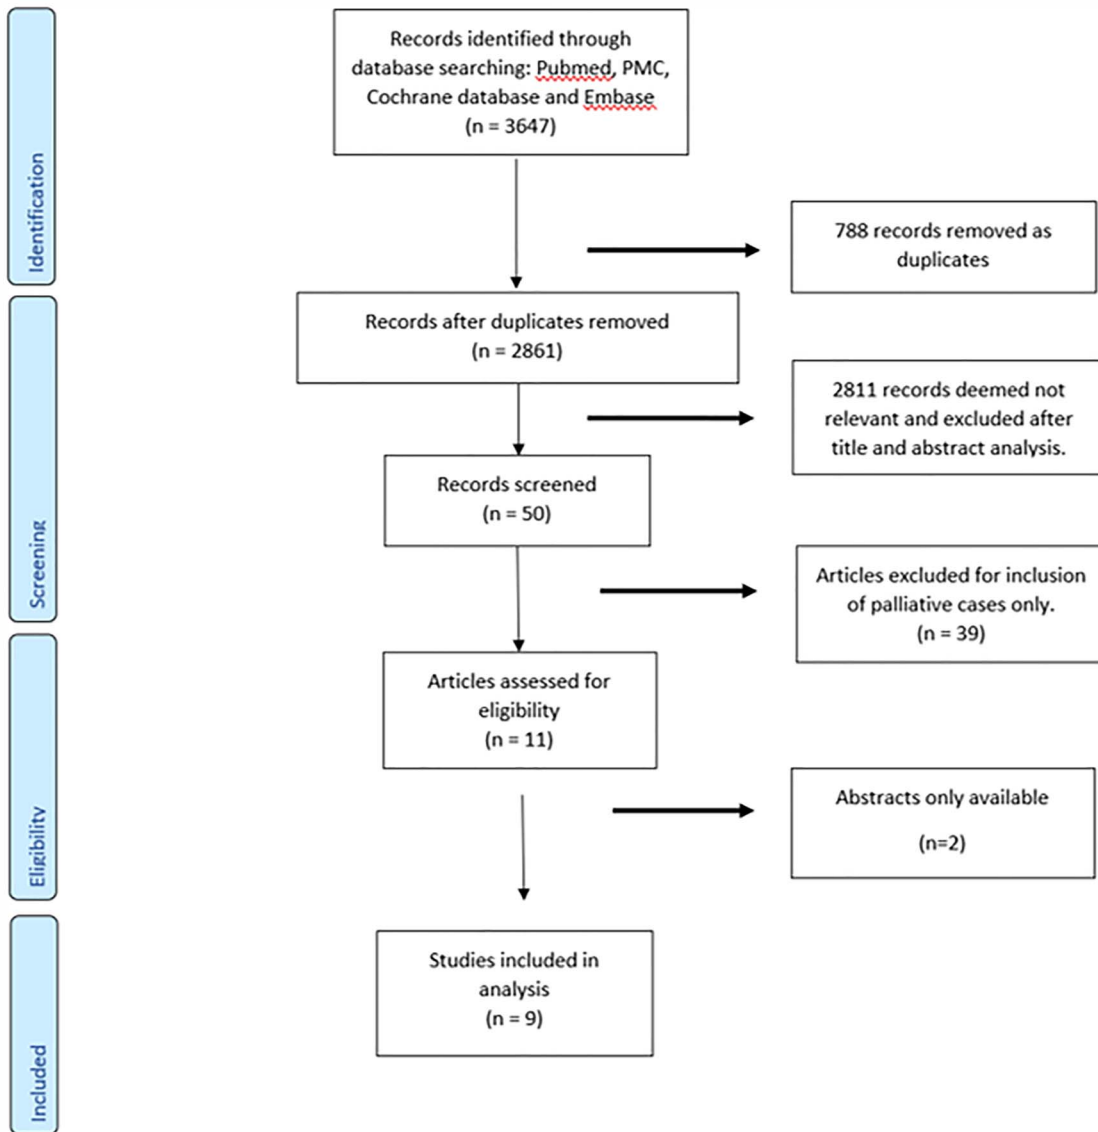 Identification
Records identified through
database searching: Pubmed, PMC,
Cochrane database and Embase
(n = 3647)
788 records removed as
duplicates
Screening
Records after duplicates removed
(n = 2861)
2811 records deemed not
relevant and excluded after
title and abstract analysis.
Records screened
(n = 50)
Articles excluded for inclusion
of palliative cases only.
(n = 39)
Eligibility
Articles assessed for
eligibility
(n = 11)
Abstracts only available
(n=2)
Included
Studies included in
analysis
(n = 9)